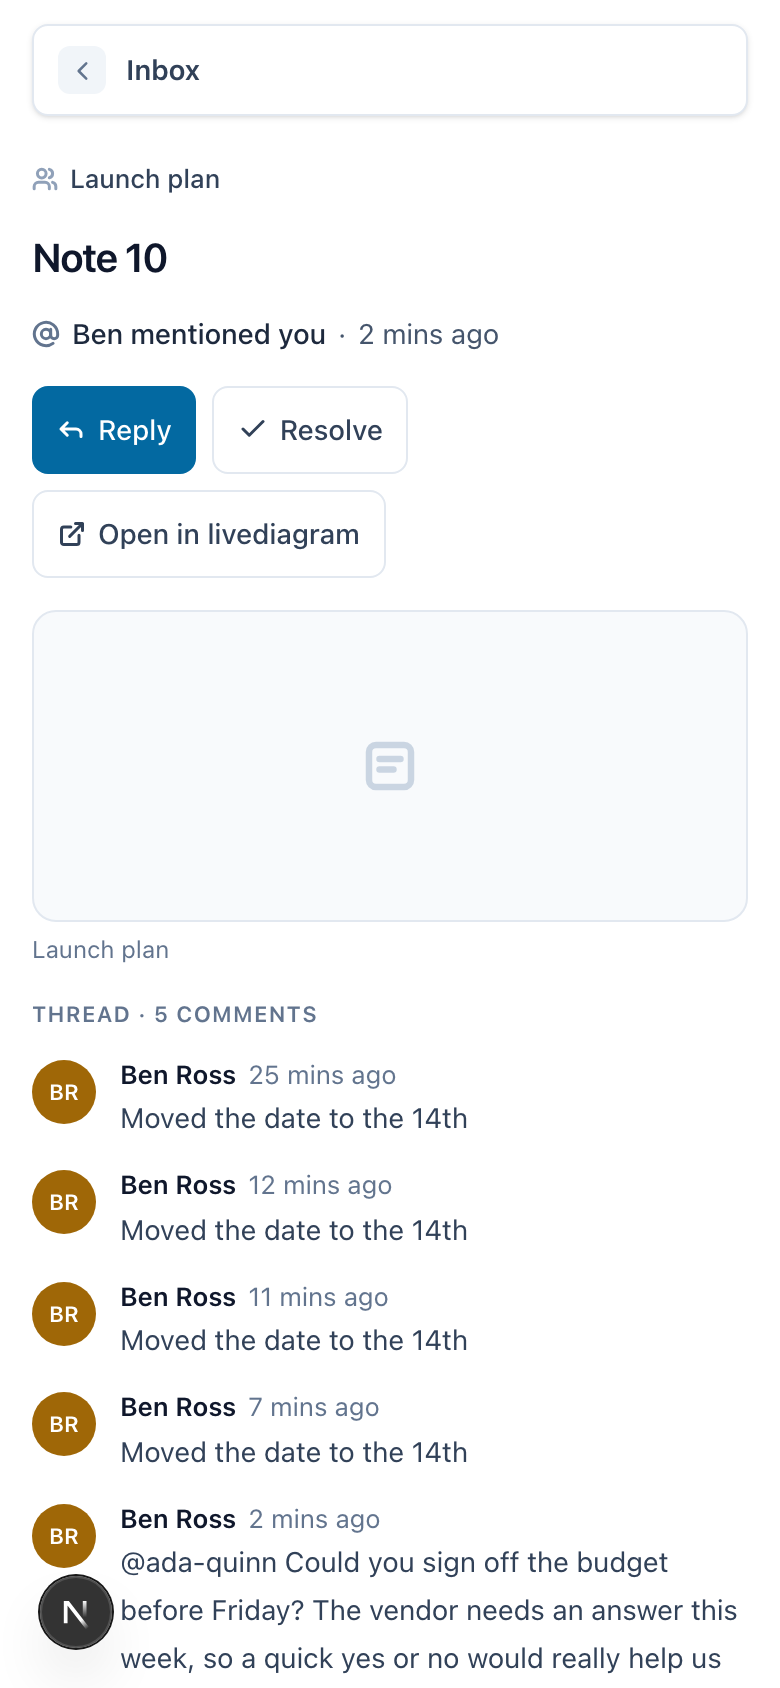 Inbox
Launch plan
Note 10
@ Ben mentioned you · 2 mins ago
Reply
Resolve
Open in livediagram
Launch plan
THREAD · 5 COMMENTS
BR
Ben Ross 25 mins ago
Moved the date to the 14th
BR
Ben Ross 12 mins ago
Moved the date to the 14th
BR
Ben Ross 11 mins ago
Moved the date to the 14th
BR
Ben Ross 7 mins ago
Moved the date to the 14th
BR
Ben Ross 2 mins ago
@ada-quinn Could you sign off the budget
N
before Friday? The vendor needs an answer this
week, so a quick yes or no would really help us